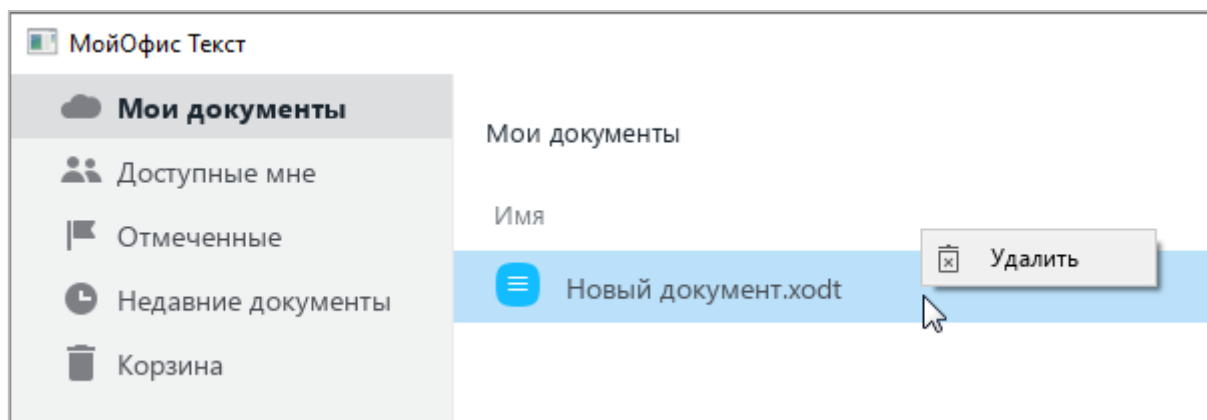 МойОфис Текст
Мои документы
Доступные мне
Отмеченные
Недавние документы
Корзина
Мои документы
Имя
Новый документ.xodt
Удалить